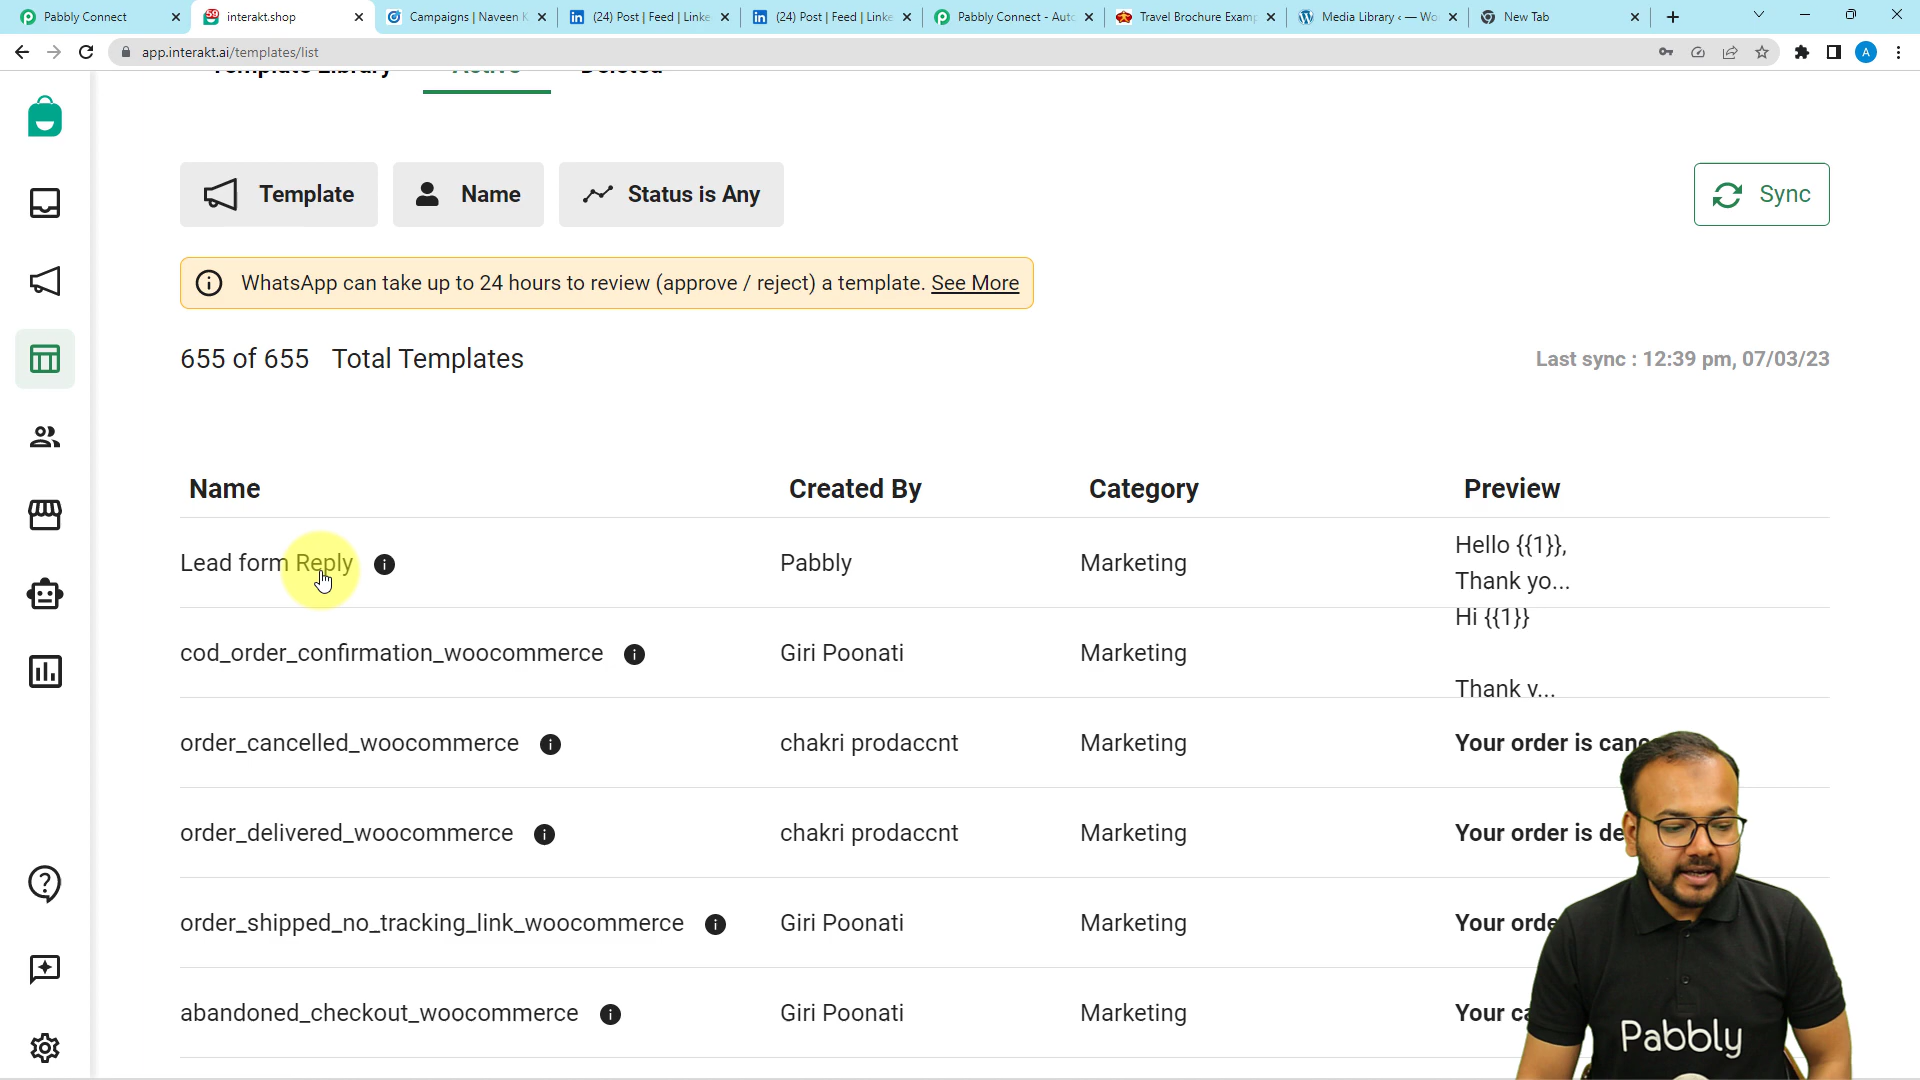 Pabbly Connect
interakt.shop
Campaigns | Naveen K
(24) Post | Feed | Linke
(24) Post | Feed | Linke
Pabbly Connect - Auto
Travel Brochure Examp
Media Library ‹ — Wo
New Tab
app.interakt.ai/templates/list
A
Template Library
Active
Deleted
Template
Name
Status is Any
Sync
WhatsApp can take up to 24 hours to review (approve / reject) a template. See More
655 of 655 Total Templates
Last sync : 12:39 pm, 07/03/23
Name Created By Category Preview
Lead form Reply Pabbly Marketing Hello {{1}},
Thank yo...
cod_order_confirmation_woocommerce Giri Poonati Marketing Hi {{1}}
Thank v...
order_cancelled_woocommerce chakri prodaccnt Marketing Your order is canc
order_delivered_woocommerce chakri prodaccnt Marketing Your order is de
order_shipped_no_tracking_link_woocommerce Giri Poonati Marketing Your orde
abandoned_checkout_woocommerce Giri Poonati Marketing Your ca
Pabbly